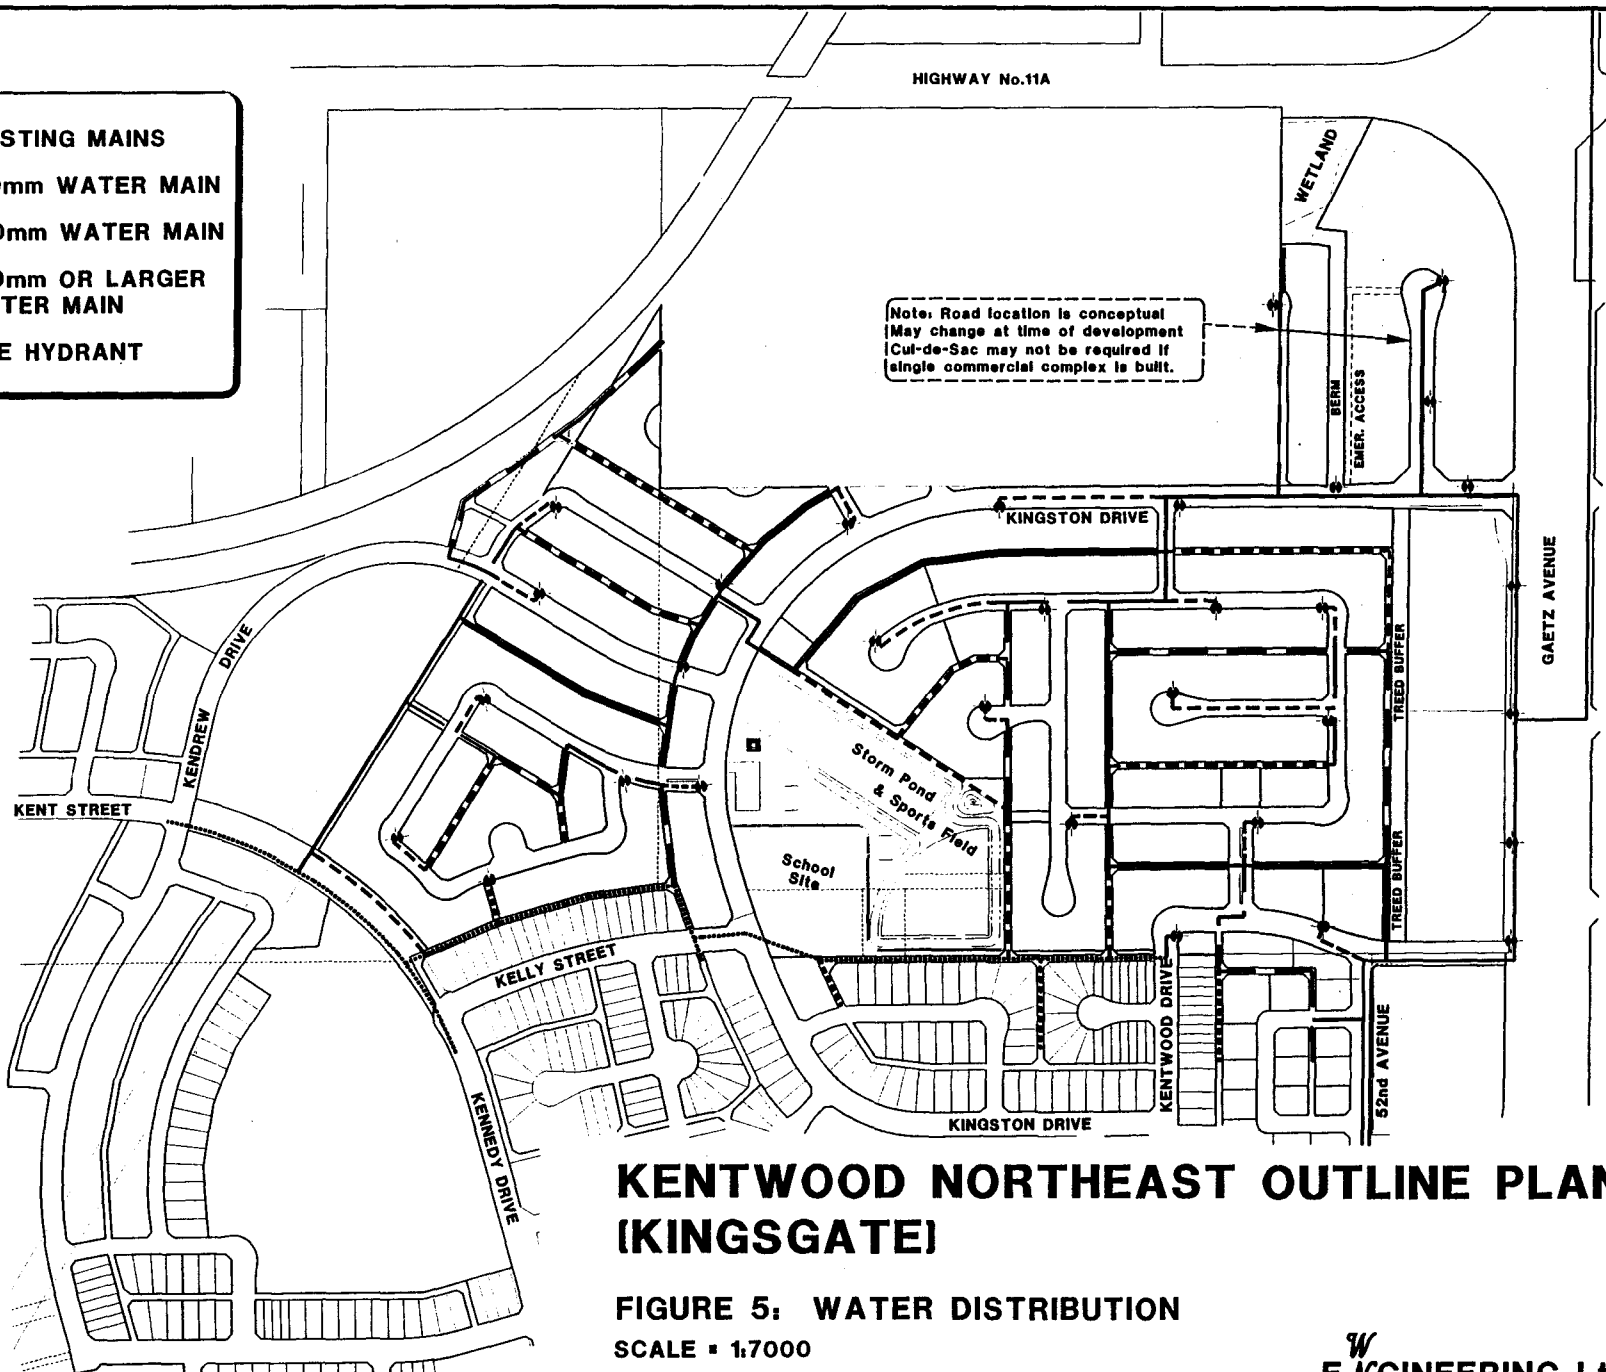 HIGHWAY No.11A
STING MAINS
mm WATER MAIN
0mm WATER MAIN
0mm OR LARGER
TER MAIN
E HYDRANT
WETLAND
Note: Road location is conceptual
May change at time of development
Cul-de-Sac may not be required if
single commercial complex is built.
BERM
EMER. ACCESS
KINGSTON DRIVE
GAETZ AVENUE
TREED BUFFER
TREED BUFFER
KENDREW DRIVE
KENT STREET
Storm Pond
& Sports Field
School
Site
KELLY STREET
KENTWOOD DRIVE
52nd AVENUE
KENNEDY DRIVE
KINGSTON DRIVE
KENTWOOD NORTHEAST OUTLINE PLAN
(KINGSGATE)
FIGURE 5: WATER DISTRIBUTION
SCALE = 1:7000